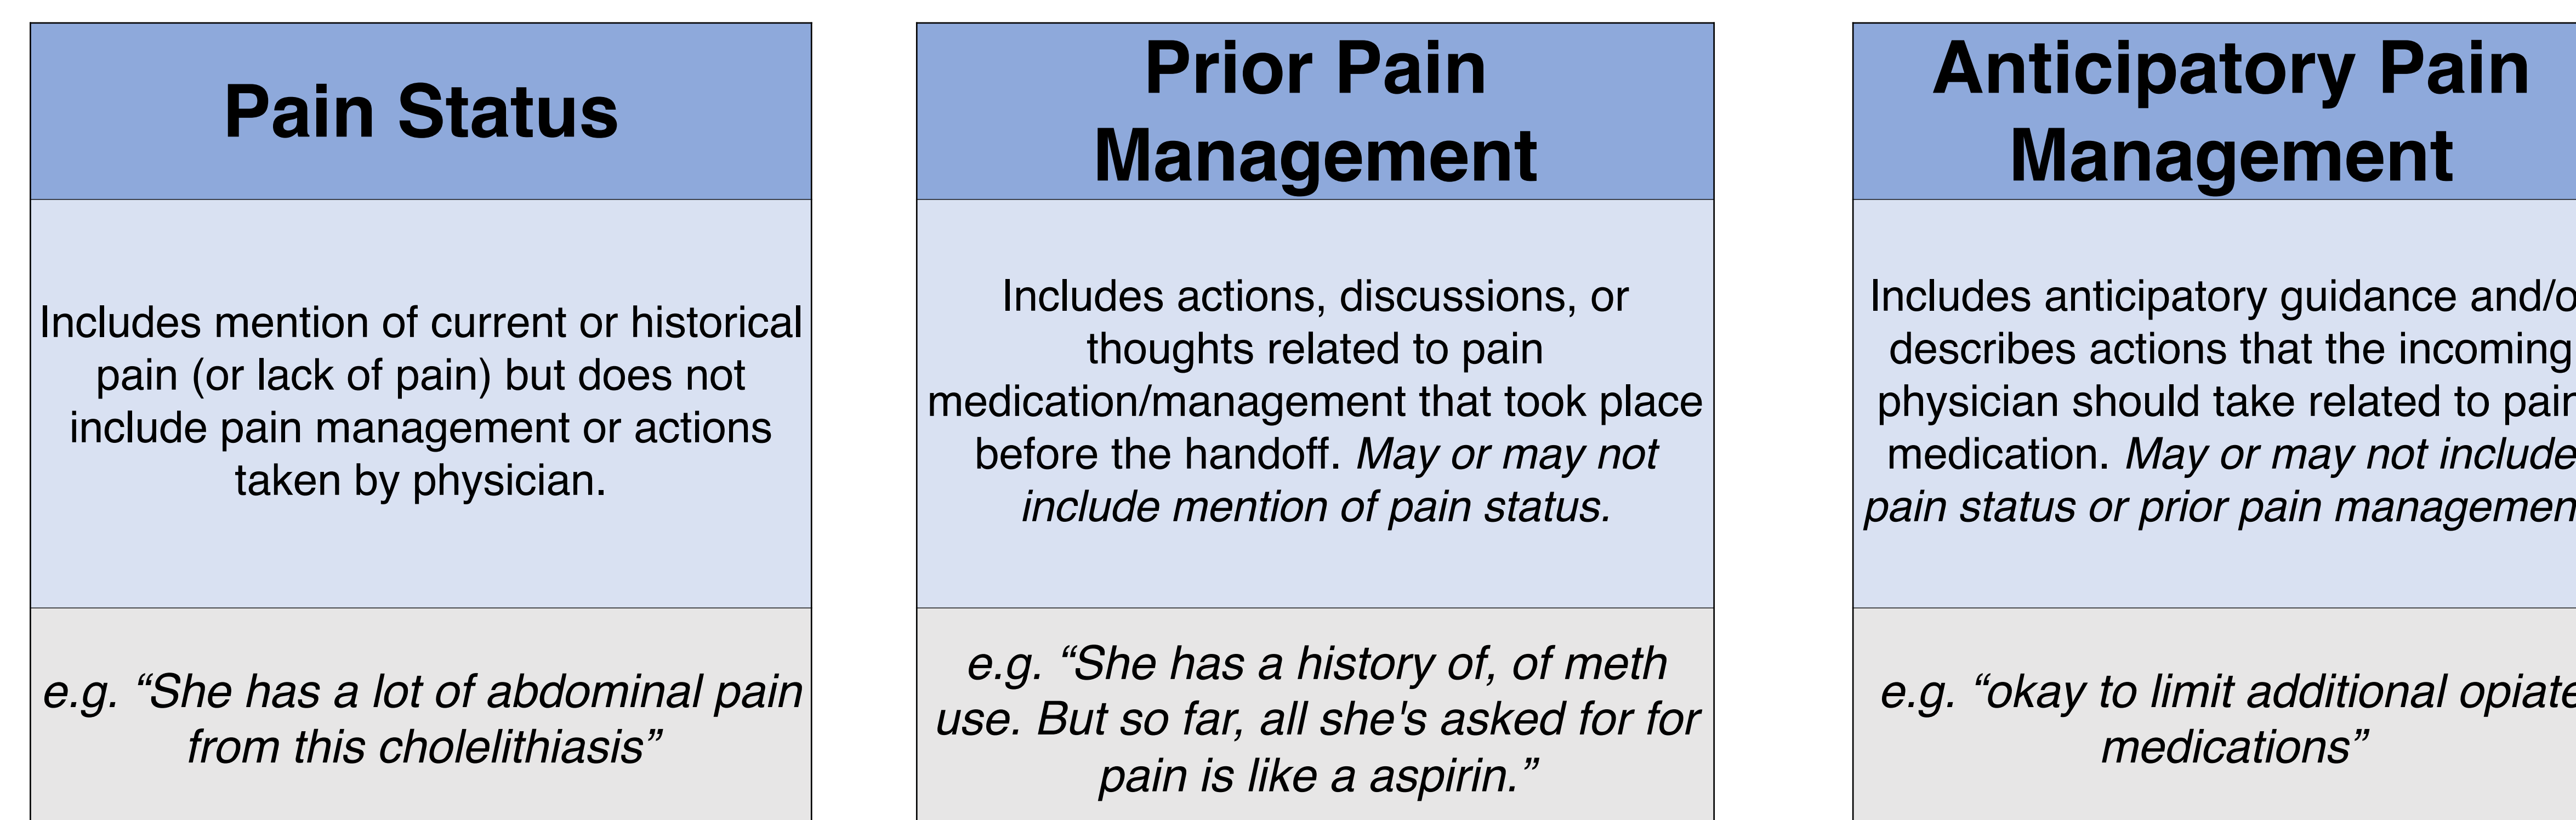 Pain Status
Includes mention of current or historical
pain (or lack of pain) but does not
include pain management or actions
taken by physician.
e.g. “She has a lot of abdominal pain
from this cholelithiasis”
Prior Pain
Management
Includes actions, discussions, or
thoughts related to pain
medication/management that took place
before the handoff. May or may not
include mention of pain status.
e.g. “She has a history of, of meth
use. But so far, all she's asked for for
pain is like a aspirin.”
Anticipatory Pain
Management
Includes anticipatory guidance and/o
describes actions that the incoming
physician should take related to pain
medication. May or may not include
pain status or prior pain managemen
e.g. “okay to limit additional opiate
medications”